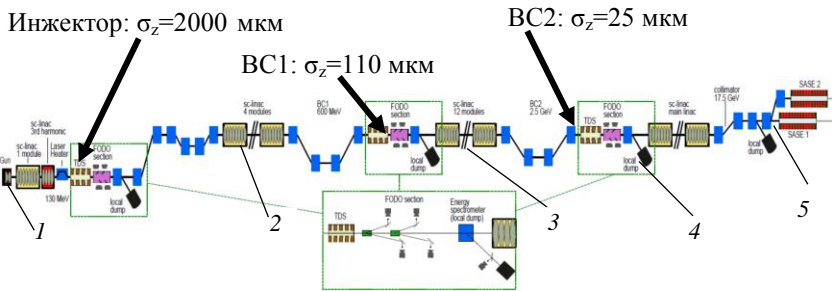 Инжектор: σz=2000 мкм
BC2: σz=25 мкм
BC1: σz=110 мкм
sc-linac
3rd harmonic
sc-linac
1 module
Laser
Heater
TDS
FODO
section
Gun
130 MeV
local
dump
sc-linac
4 modules
BC1
600 MeV
TDS
FODO
section
local
dump
sc-linac
12 modules
BC2
2.5 GeV
TDS
FODO
section
local
dump
sc-linac
main linac
collimator
17.5 GeV
SASE 2
SASE 1
1
2
3
4
5
FODO section
TDS
Energy
spectrometer
(local dump)